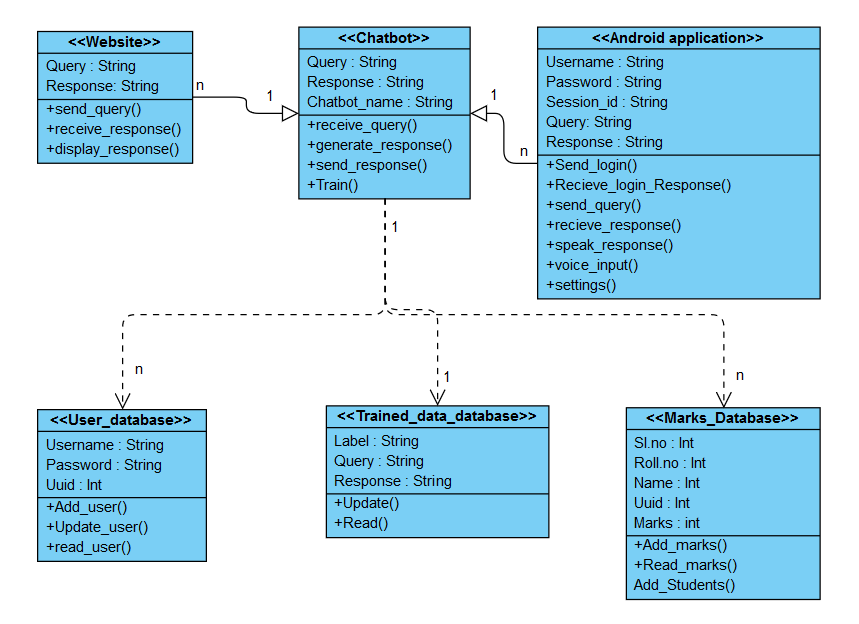 <<Website>>
Query : String
Response: String
+send_query()
+receive_response()
+display_response()
n
1
<<Chatbot>>
Query : String
Response : String
Chatbot_name : String
+receive_query()
+generate_response()
+send_response()
+Train()
1
n
<<Android application>>
Username : String
Password : String
Session_id : String
Query: String
Response : String
+Send_login()
+Recieve_login_Response()
+send_query()
+recieve_response()
+speak_response()
+voice_input()
+settings()
1
n
1
n
<<User_database>>
Username : String
Password : String
Uuid : Int
+Add_user()
+Update_user()
+read_user()
<<Trained_data_database>>
Label : String
Query : String
Response : String
+Update()
+Read()
<<Marks_Database>>
Sl.no : Int
Roll.no : Int
Name : Int
Uuid : Int
Marks : int
+Add_marks()
+Read_marks()
Add_Students()